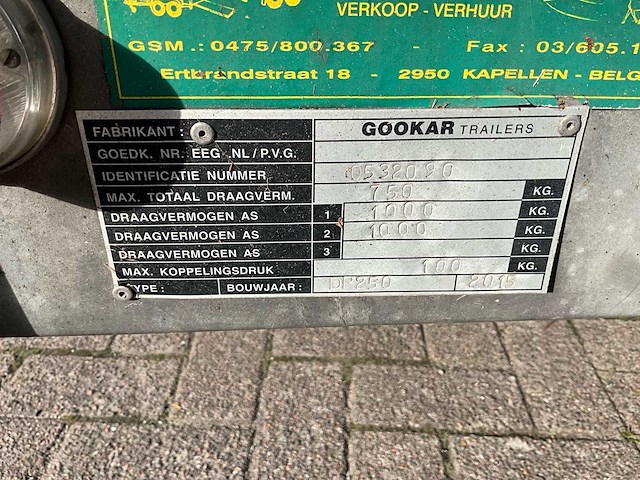 VERKOOP - VERHUUR
GSM.: 0475/800.367 - Fax : 03/605.1
Ertbrandstraat 18 - 2950 KAPELLEN - BELG
FABRIKANT : GOOKAR TRAILERS
GOEDK. NR. EEG .NL / P.V.G.
IDENTIFICATIE NUMMER 0532020
MAX. TOTAAL DRAAGVERM. 750 KG.
DRAAGVERMOGEN AS 1 1000 KG.
DRAAGVERMOGEN AS 2 1000 KG.
DRAAGVERMOGEN AS 3 KG.
MAX. KOPPELINGSDRUK 100 KG.
TYPE: BOUWJAAR: 2015